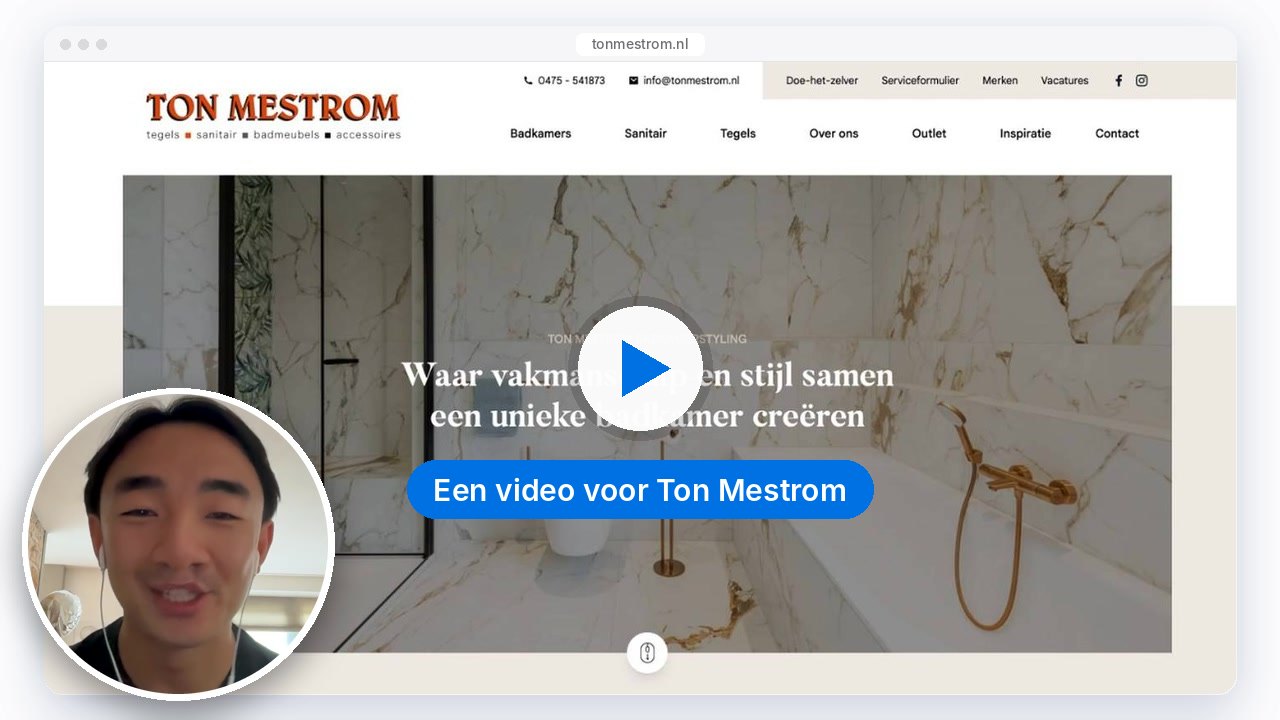 tonmestrom.nl
0475 - 541873 info@tonmestrom.nl Doe-het-zelver Serviceformulier Merken Vacatures
TON MESTROM
tegels sanitair badmeubels accessoires
Badkamers Sanitair Tegels Over ons Outlet Inspiratie Contact
TON
Waar en stijl samen
een unieke badkamer creëren
Een video voor Ton Mestrom